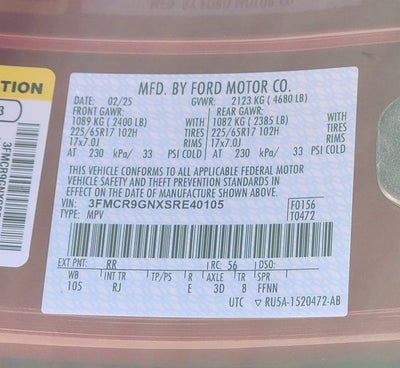 TION
3
3FMCR9GNXS
MFD. BY FORD MOTOR CO.
DATE: 02/25 GVWR: 2123 KG ( 4680 LB)
FRONT GAWR: REAR GAWR:
1089 KG ( 2400 LB) WITH 1082 KG ( 2385 LB) WITH
225/65R17 102H TIRES 225/65R17 102H TIRES
17x7.0J RIMS 17x7.0J RIMS
AT 230 kPa/ 33 PSI COLD AT 230 kPa/ 33 PSI COLD
THIS VEHICLE CONFORMS TO ALL APPLICABLE FEDERAL MOTOR
VEHICLE SAFETY AND THEFT PREVENTION STANDARDS IN
EFFECT ON THE DATE OF MANUFACTURE SHOWN ABOVE.
VIN: 3FMCR9GNXSRE40105 F0156
TYPE: MPV T0472
EXT PNT: RR RC: 56 DSO:
WB INT TR TP/PS R AXLE TR SPR
105 RJ E 3D 8 FFNN
UTC ▽ RU5A-1520472-AB